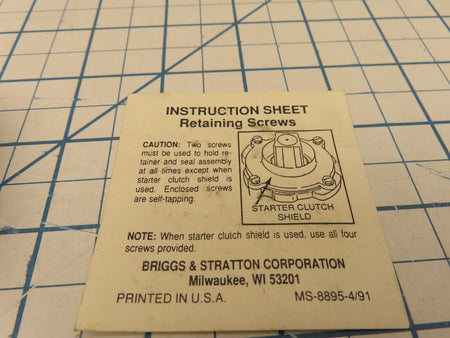 INSTRUCTION SHEET
Retaining Screws
CAUTION: Two screws
must be used to hold re-
tainer and seal assembly
at all times except when
starter clutch shield is
used. Enclosed screws
are self-tapping.
STARTER CLUTCH
SHIELD
NOTE: When starter clutch shield is used, use all four
screws provided.
BRIGGS & STRATTON CORPORATION
Milwaukee, WI 53201
PRINTED IN U.S.A.
MS-8895-4/91